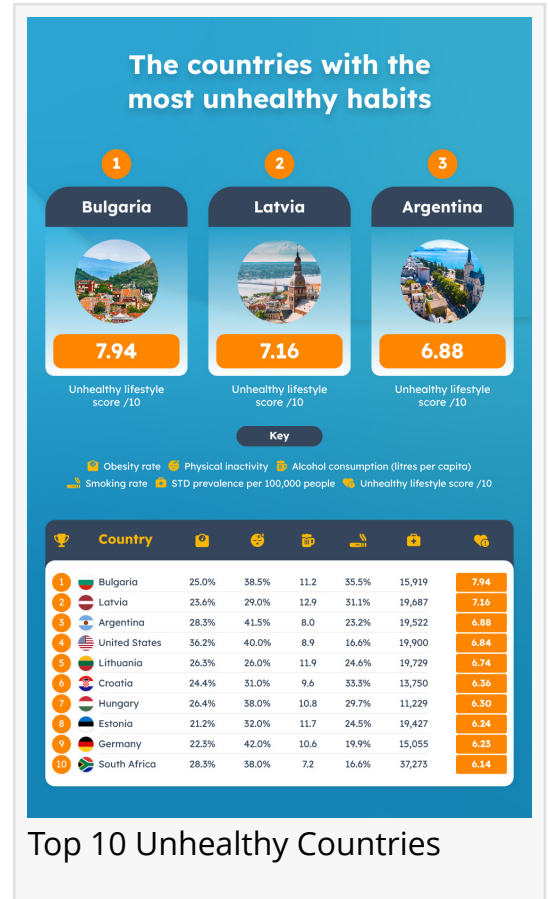 The countries with the
most unhealthy habits
1
2
3
Bulgaria
Latvia
Argentina
7.94
7.16
6.88
Unhealthy lifestyle
score /10
Unhealthy lifestyle
score /10
Unhealthy lifestyle
score /10
Key
Obesity rate Physical inactivity Alcohol consumption (litres per capita)
Smoking rate STD prevalence per 100,000 people Unhealthy lifestyle score /10
Country
1 Bulgaria 25.0% 38.5% 11.2 35.5% 15,919 7.94
2 Latvia 23.6% 29.0% 12.9 31.1% 19,687 7.16
3 Argentina 28.3% 41.5% 8.0 23.2% 19,522 6.88
4 United States 36.2% 40.0% 8.9 16.6% 19,900 6.84
5 Lithuania 26.3% 26.0% 11.9 24.6% 19,729 6.74
6 Croatia 24.4% 31.0% 9.6 33.3% 13,750 6.36
7 Hungary 26.4% 38.0% 10.8 29.7% 11,229 6.30
8 Estonia 21.2% 32.0% 11.7 24.5% 19,427 6.24
9 Germany 22.3% 42.0% 10.6 19.9% 15,055 6.23
10 South Africa 28.3% 38.0% 7.2 16.6% 37,273 6.14
Top 10 Unhealthy Countries